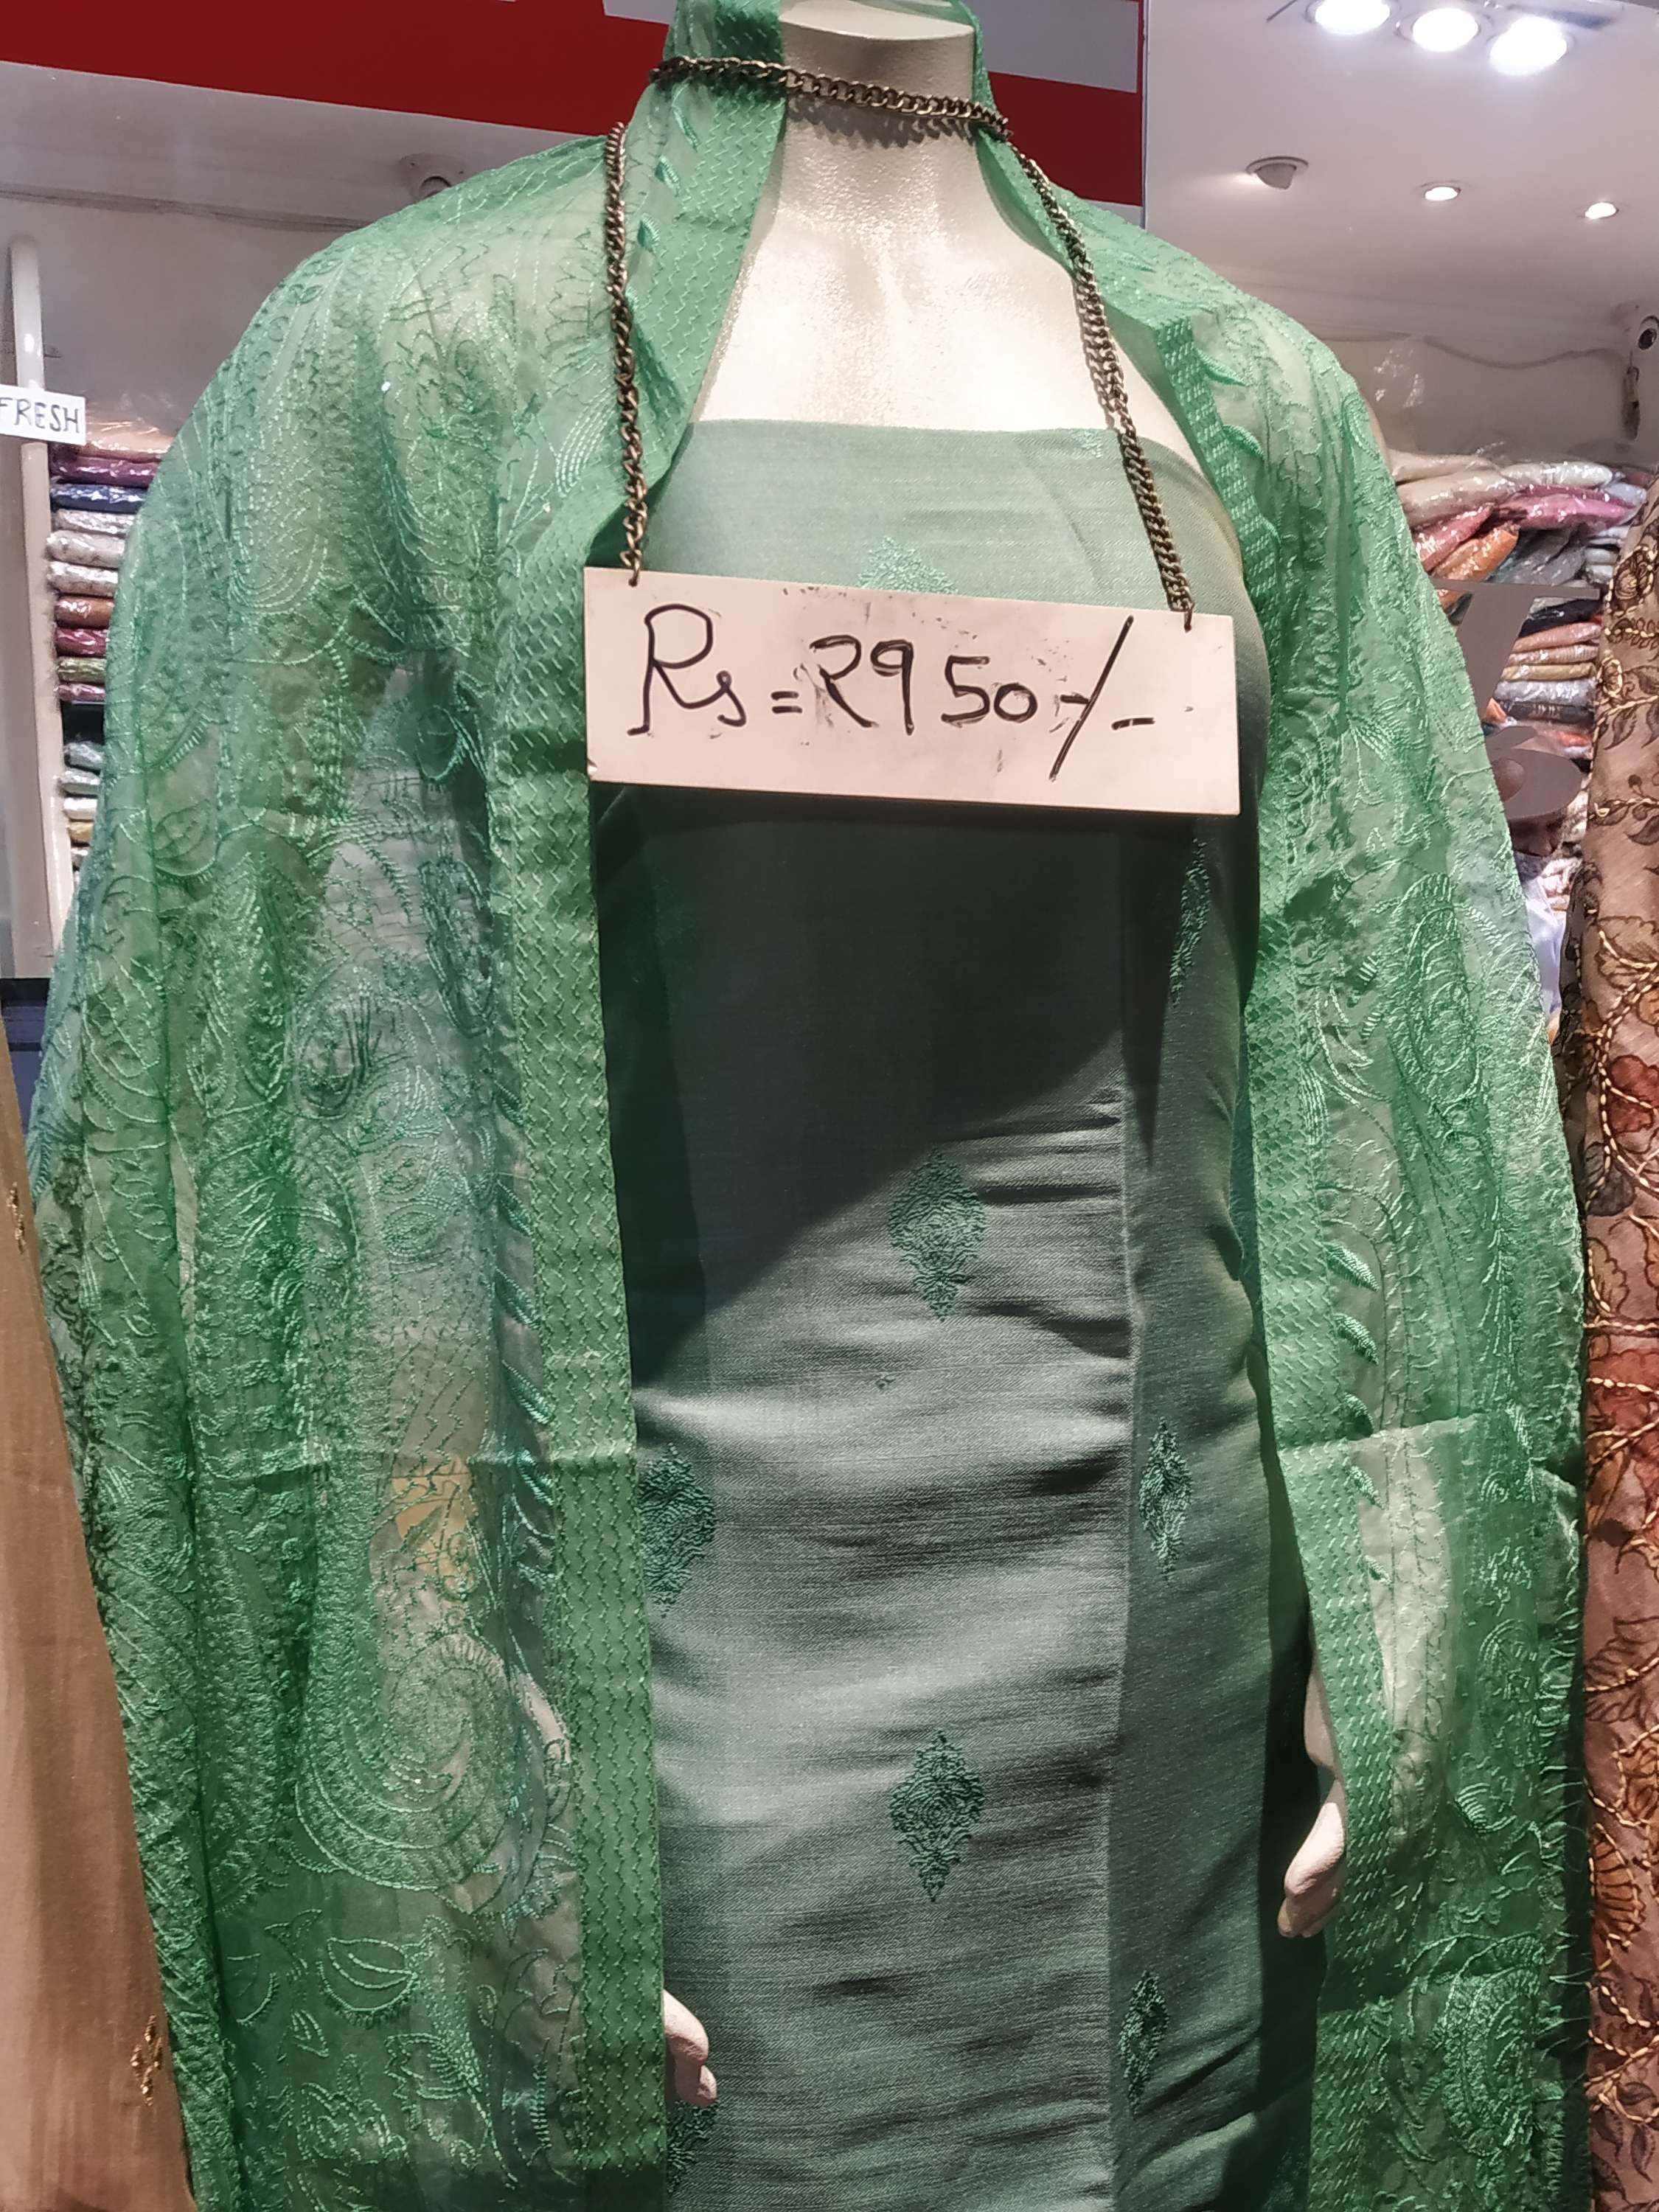 FRESH
Rs = 2950-/-